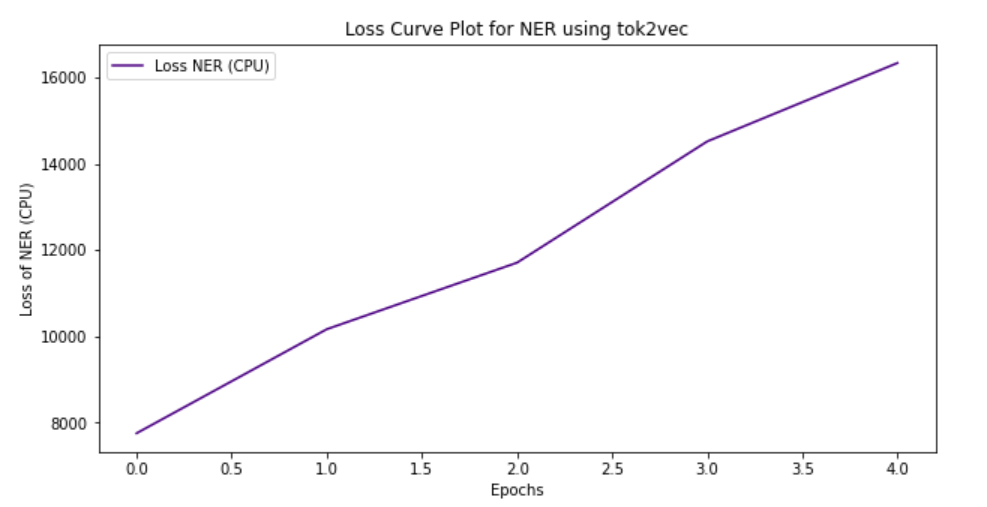 Loss Curve Plot for NER using tok2vec
Loss NER (CPU)
16000
14000
12000
10000
8000
Loss of NER (CPU)
0.0 0.5 1.0 1.5 2.0 2.5 3.0 3.5 4.0
Epochs